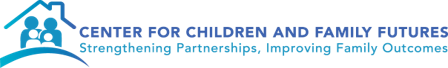 CENTER FOR CHILDREN AND FAMILY FUTURES
Strengthening Partnerships, Improving Family Outcomes